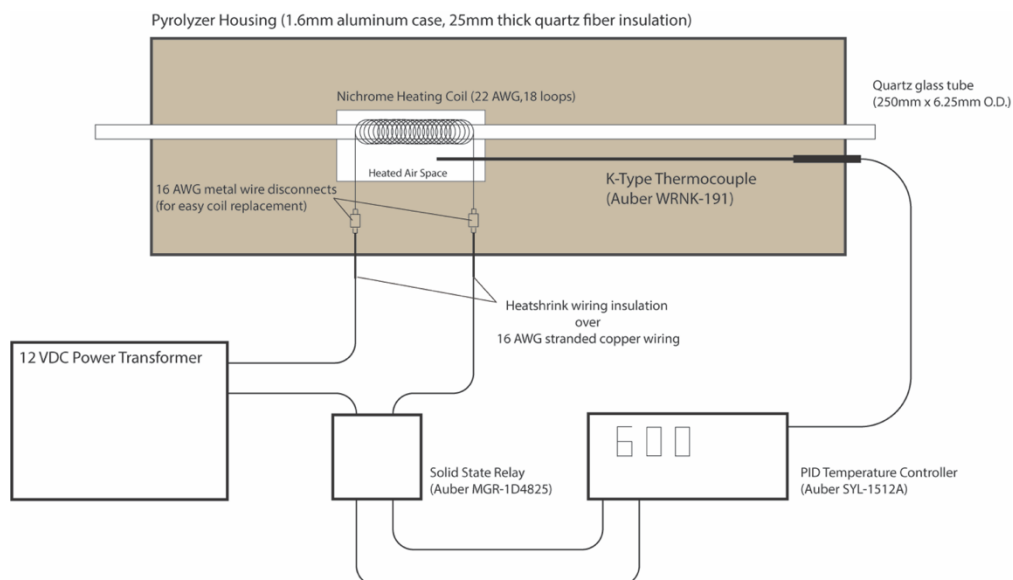 Pyrolyzer Housing (1.6mm aluminum case, 25mm thick quartz fiber insulation)
Quartz glass tube
(250mm x 6.25mm O.D.)
Nichrome Heating Coil (22 AWG,18 loops)
Heated Air Space
K-Type Thermocouple
(Auber WRNK-191)
16 AWG metal wire disconnects
(for easy coil replacement)
Heatshrink wiring insulation
over
16 AWG stranded copper wiring
12 VDC Power Transformer
600
Solid State Relay
(Auber MGR-1D4825)
PID Temperature Controller
(Auber SYL-1512A)